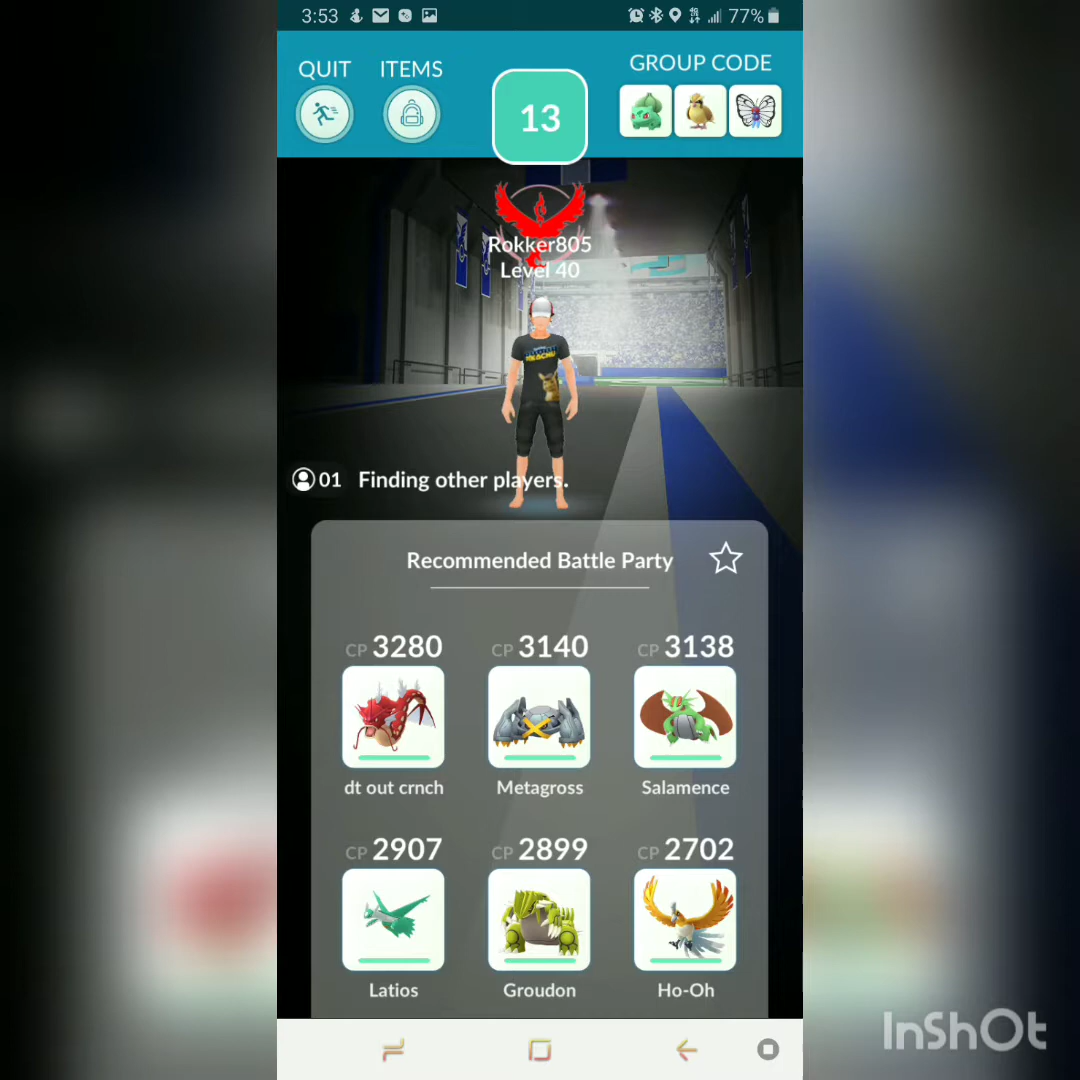 3:53
77%
QUIT ITEMS
GROUP CODE
13
Rokker805
Level 40
01 Finding other players.
Recommended Battle Party
CP 3280 CP 3140 CP 3138
dt out crnch Metagross Salamence
CP 2907 CP 2899 CP 2702
Latios Groudon Ho-Oh
InShOt